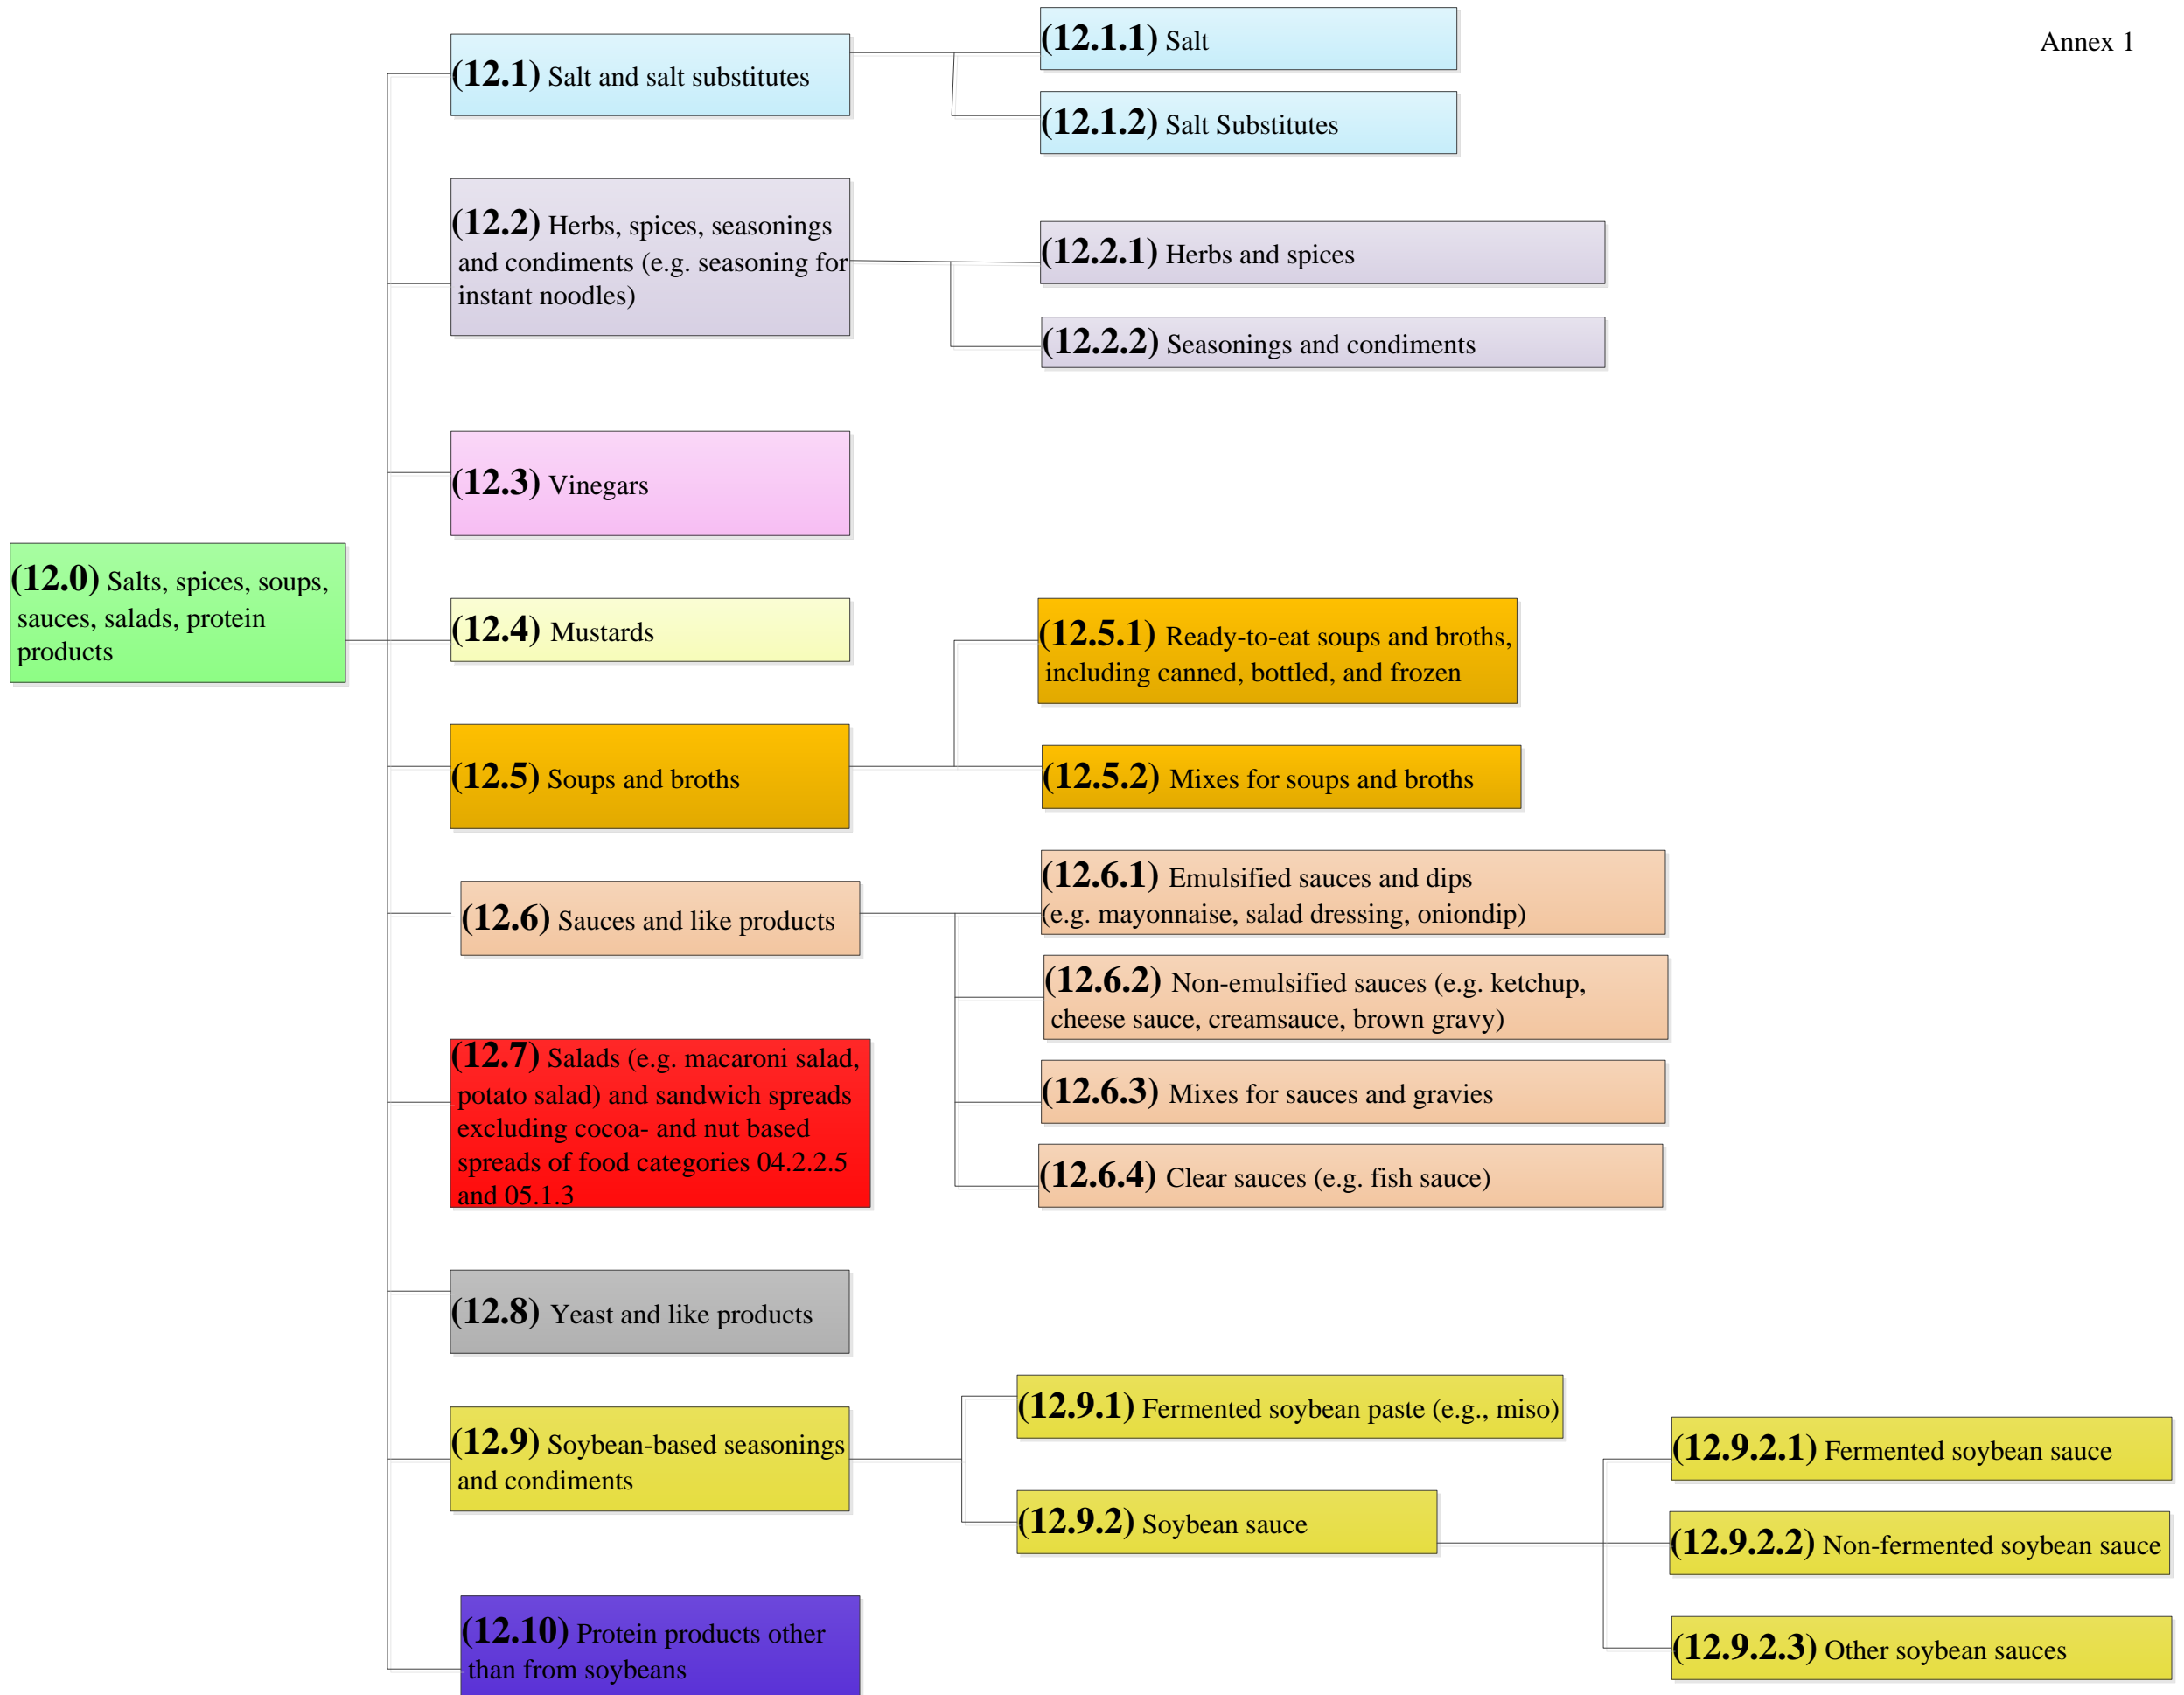 Annex 1
(12.0) Salts, spices, soups,
sauces, salads, protein
products
(12.1) Salt and salt substitutes
(12.1.1) Salt
(12.1.2) Salt Substitutes
(12.2) Herbs, spices, seasonings
and condiments (e.g. seasoning for
instant noodles)
(12.2.1) Herbs and spices
(12.2.2) Seasonings and condiments
(12.3) Vinegars
(12.4) Mustards
(12.5) Soups and broths
(12.5.1) Ready-to-eat soups and broths,
including canned, bottled, and frozen
(12.5.2) Mixes for soups and broths
(12.6) Sauces and like products
(12.6.1) Emulsified sauces and dips
(e.g. mayonnaise, salad dressing, oniondip)
(12.6.2) Non-emulsified sauces (e.g. ketchup,
cheese sauce, creamsauce, brown gravy)
(12.6.3) Mixes for sauces and gravies
(12.6.4) Clear sauces (e.g. fish sauce)
(12.7) Salads (e.g. macaroni salad,
potato salad) and sandwich spreads
excluding cocoa- and nut based
spreads of food categories 04.2.2.5
and 05.1.3
(12.8) Yeast and like products
(12.9) Soybean-based seasonings
and condiments
(12.9.1) Fermented soybean paste (e.g., miso)
(12.9.2) Soybean sauce
(12.9.2.1) Fermented soybean sauce
(12.9.2.2) Non-fermented soybean sauce
(12.9.2.3) Other soybean sauces
(12.10) Protein products other
than from soybeans